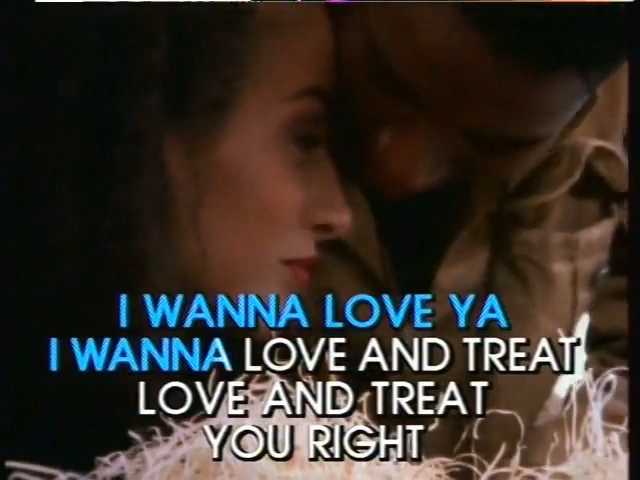 I WANNA LOVE YA
I WANNA LOVE AND TREAT
LOVE AND TREAT
YOU RIGHT